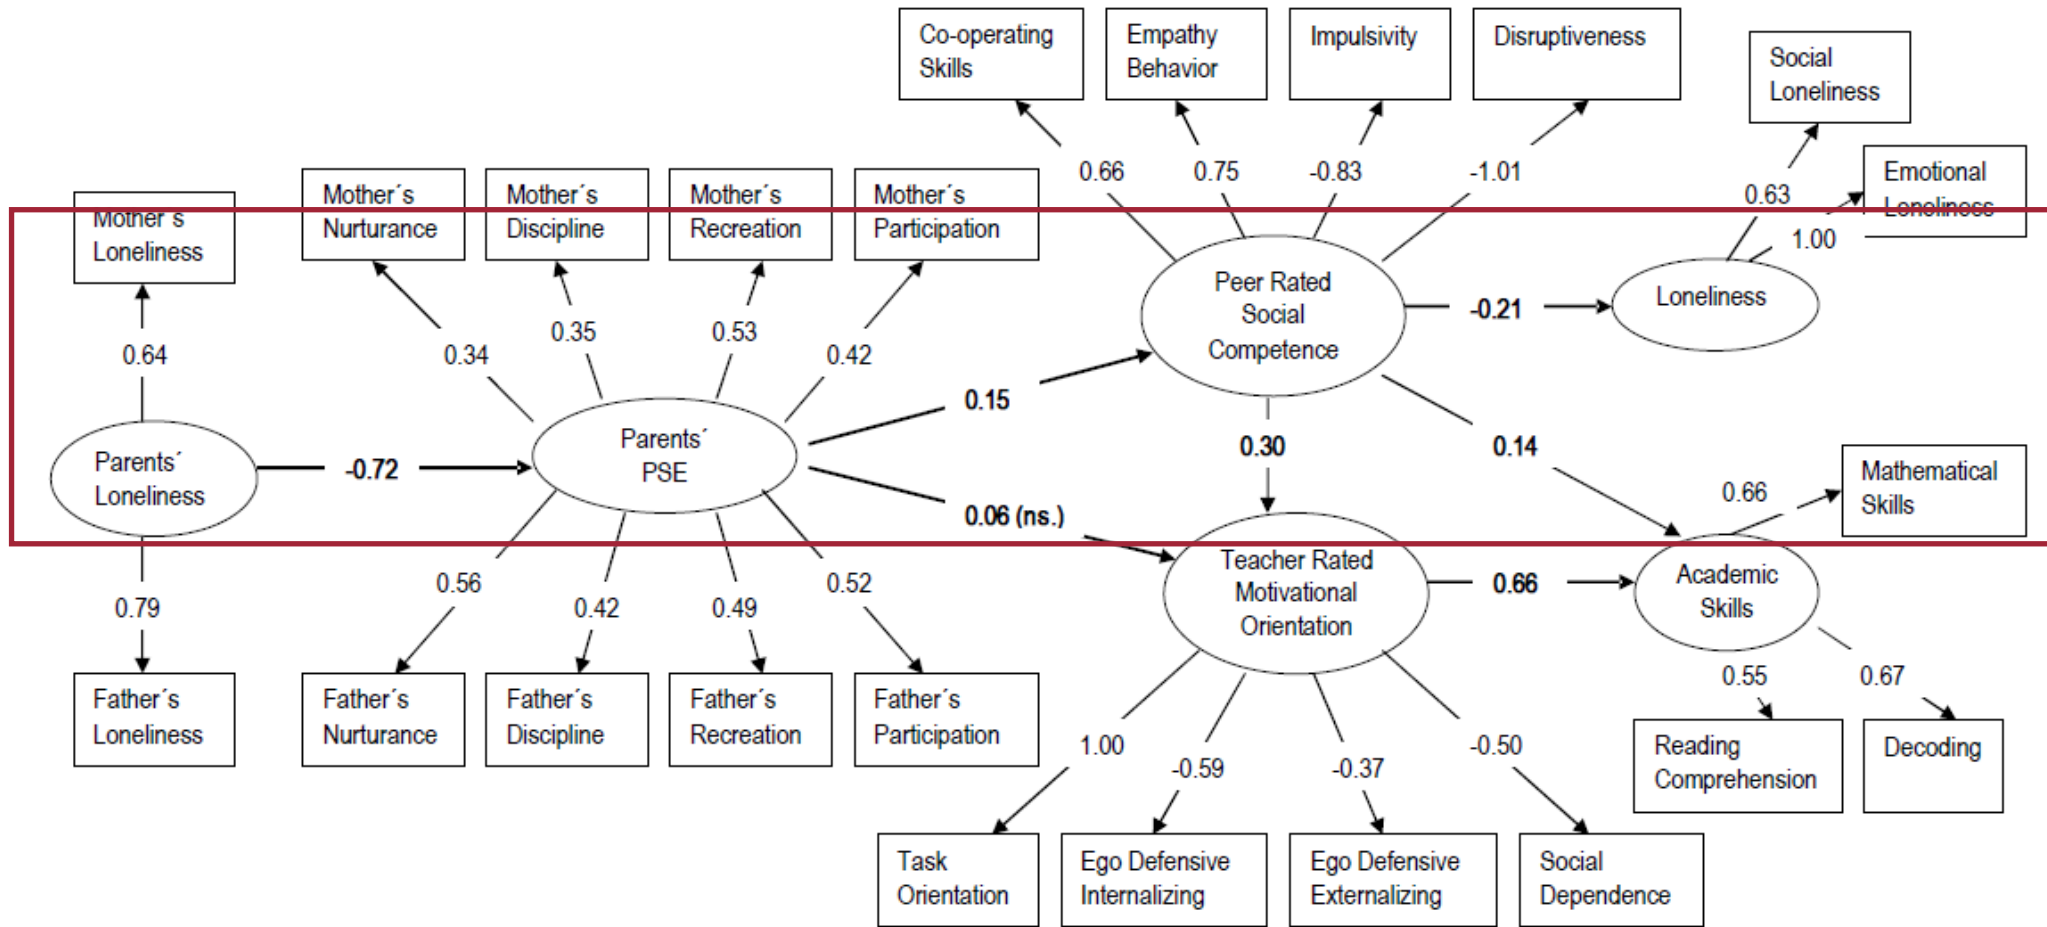 Co-operating
Skills
Empathy
Behavior
Impulsivity
Disruptiveness
Social
Loneliness
0.66
0.75
-0.83
-1.01
Emotional
Loneliness
0.63
1.00
Mother´s
Loneliness
Mother´s
Nurturance
Mother´s
Discipline
Mother´s
Recreation
Mother´s
Participation
Peer Rated
Social
Competence
-0.21
Loneliness
0.64
0.34
0.35
0.53
0.42
0.15
0.30
0.14
Parents´
Loneliness
-0.72
Parents´
PSE
0.06 (ns.)
0.66
Mathematical
Skills
0.79
0.56
0.42
0.49
0.52
Teacher Rated
Motivational
Orientation
0.66
Academic
Skills
Father´s
Loneliness
Father´s
Nurturance
Father´s
Discipline
Father´s
Recreation
Father´s
Participation
0.55
0.67
1.00
-0.59
-0.37
-0.50
Reading
Comprehension
Decoding
Task
Orientation
Ego Defensive
Internalizing
Ego Defensive
Externalizing
Social
Dependence